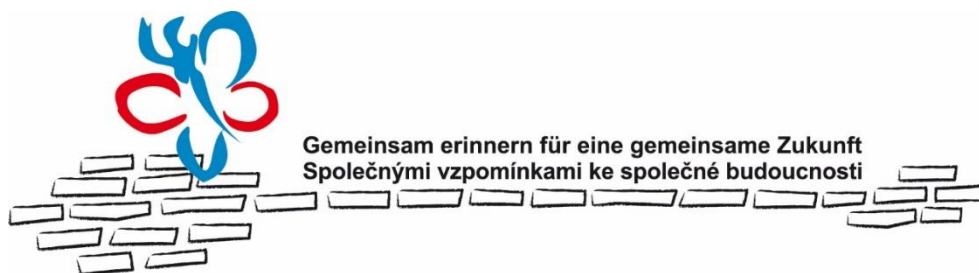 Gemeinsam erinnern für eine gemeinsame Zukunft
Společnými vzpomínkami ke společné budoucnosti